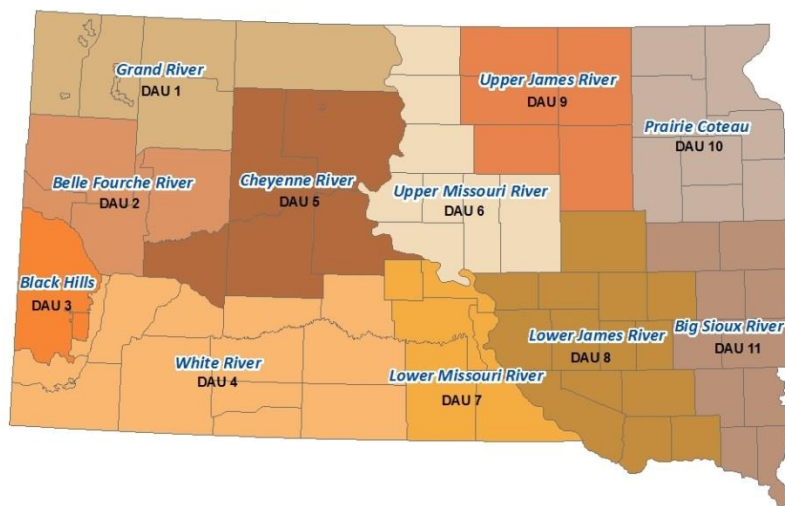 Grand River
DAU 1
Upper James River
DAU 9
Prairie Coteau
DAU 10
Belle Fourche River
DAU 2
Cheyenne River
DAU 5
Upper Missouri River
DAU 6
Black Hills
DAU 3
White River
DAU 4
Lower Missouri River
DAU 7
Lower James River
DAU 8
Big Sioux River
DAU 11